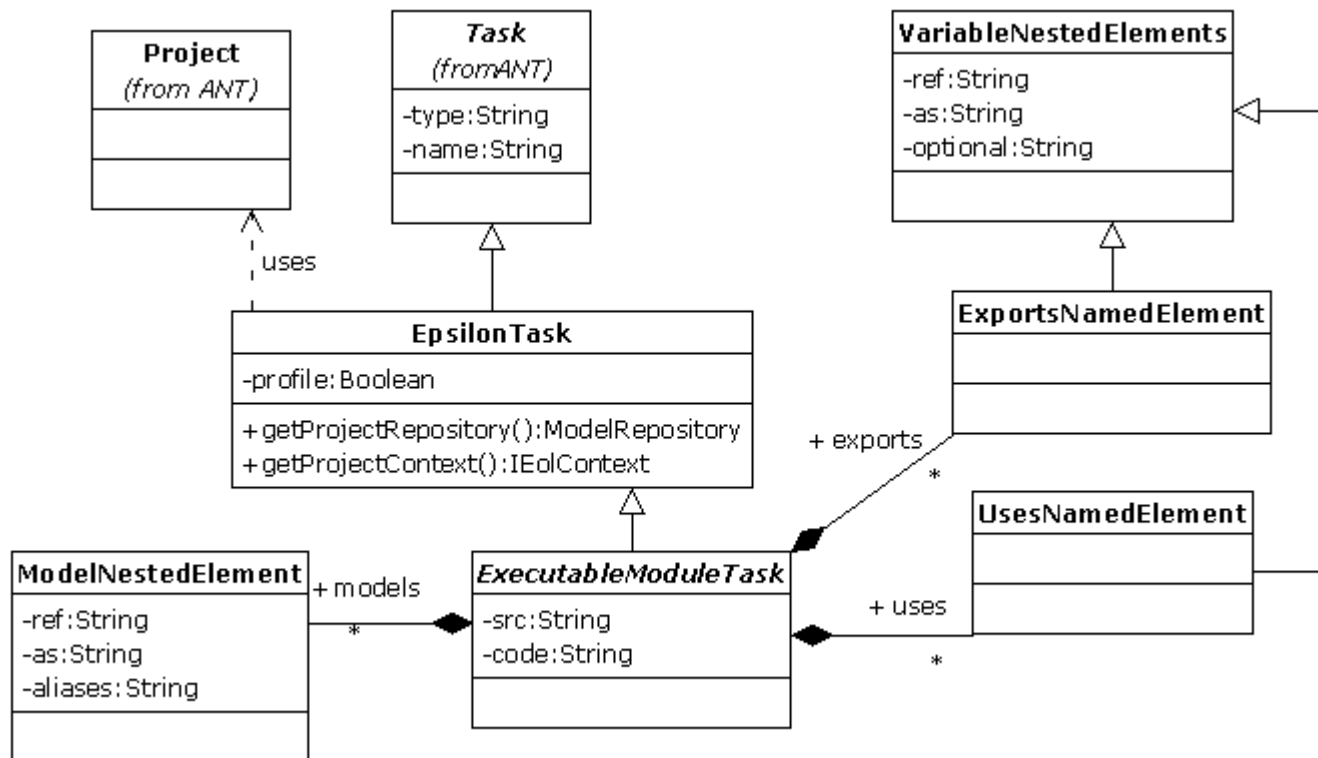 Project
(from ANT)
Task
(fromANT)
-type:String
-name:String
VariableNestedElements
-ref:String
-as:String
-optional:String
uses
EpsilonTask
-profile:Boolean
+getProjectRepository():ModelRepository
+getProjectContext():IEolContext
ExportsNamedElement
+ exports
*
UsesNamedElement
ModelNestedElement
-ref:String
-as:String
-aliases:String
+ models
*
ExecutableModuleTask
-src:String
-code:String
+ uses
*